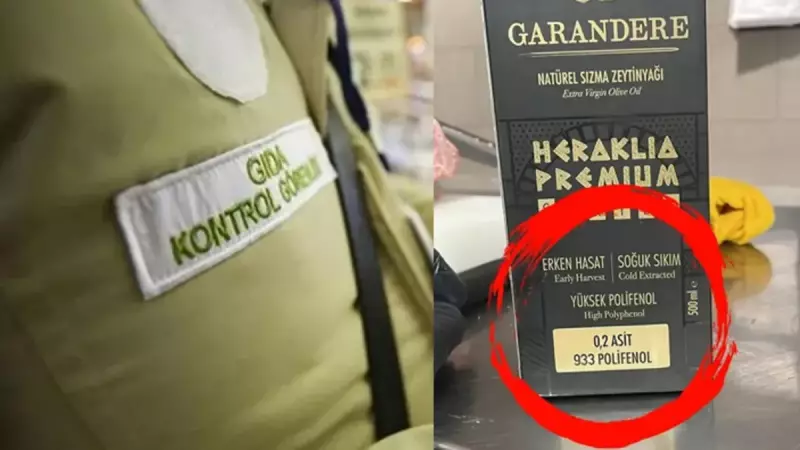 GIDA
KONTROL GÖREVLİSİ
GARANDERE
NATÜREL SIZMA ZEYTİNYAĞI
Extra Virgin Olive Oil
HERAKLIA
PREMIUM
ERKEN HASAT
Early Harvest
SOĞUK SIKIM
Cold Extracted
YÜKSEK POLİFENOL
High Polyphenol
500 ml e
0,2 ASİT
933 POLİFENOL